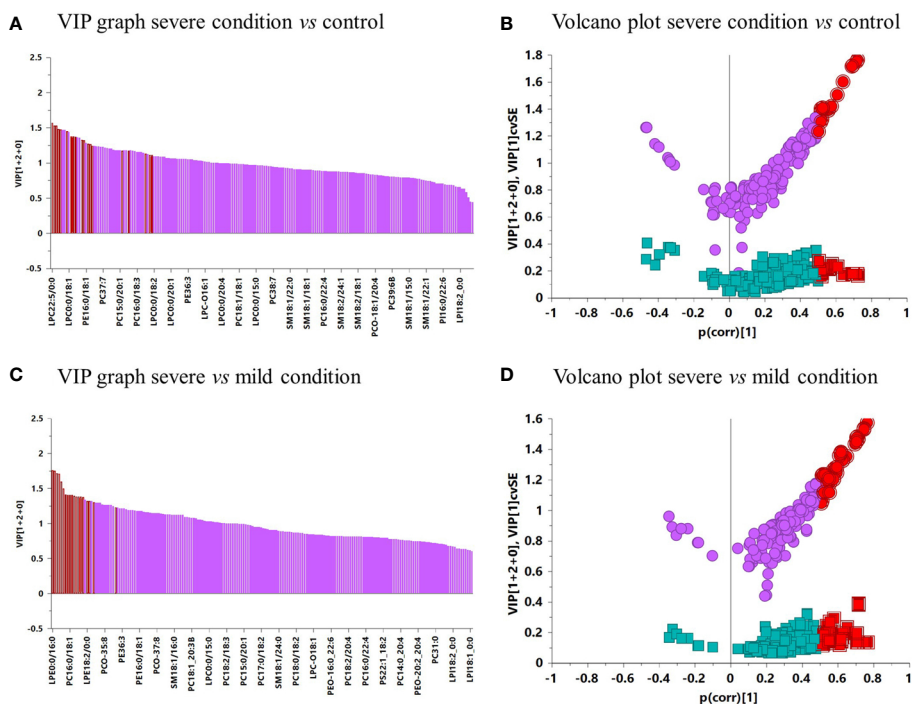 A VIP graph severe condition vs control
2.5
2
1.5
1
0.5
0
-0.5
VIP[1+2+0]
LPC22:5/0:0
LPC0:0/18:1
PE16:0/18:1
PC37:7
PC15:0/20:1
PC16:0/18:3
LPC0:0/18:2
LPC0:0/20:1
PE36:3
LPC-O16:1
LPC0:0/20:4
PC18:1/18:1
LPC0:0/15:0
PC38:7
SM18:1/22:0
SM18:1/18:1
PC16:0/22:4
SM18:2/24:1
SM18:2/18:1
PCO-18:1/20:4
PC39:6B
SM18:1/15:0
SM18:1/22:1
PI16:0/22:6
LPI18:2_0:0
B Volcano plot severe condition vs control
1.8
1.6
1.4
1.2
1
0.8
0.6
0.4
0.2
0
VIP[1+2+0], VIP[1]cvSE
-1 -0.8 -0.6 -0.4 -0.2 0 0.2 0.4 0.6 0.8 1
p(corr)[1]
C VIP graph severe vs mild condition
2.5
2
1.5
1
0.5
0
-0.5
VIP[1+2+0]
LPE0:0/16:0
PC16:0/18:1
LPE18:2/0:0
PCO-35:8
PE36:3
PE16:0/18:1
PCO-37:8
SM18:1/16:0
PC18:1_20:3B
LPC0:0/15:0
PC18:2/18:3
PC15:0/20:1
PC17:0/18:2
SM18:1/24:0
PC18:0/18:2
LPC-O18:1
PEO-16:0_22:6
PC18:2/20:4
PC16:0/22:4
PS22:1_18:2
PC14:0_20:4
PEO-20:2_20:4
PC31:0
LPI18:2_0:0
LPI18:1_0:0
D Volcano plot severe vs mild condition
1.6
1.4
1.2
1
0.8
0.6
0.4
0.2
0
VIP[1+2+0], VIP[1]cvSE
-1 -0.8 -0.6 -0.4 -0.2 0 0.2 0.4 0.6 0.8 1
p(corr)[1]